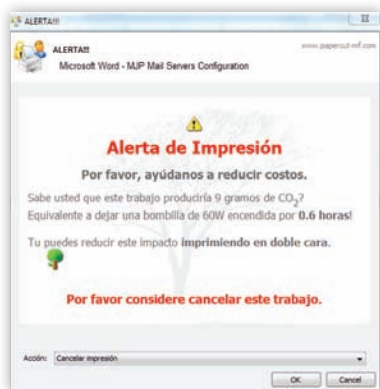 ALERTA!!!
ALERTA!!!
www.papercut-mf.com
Microsoft Word - MJP Mail Servers Configuration
Alerta de Impresión
Por favor, ayúdanos a reducir costos.
Sabe usted que este trabajo produciría 9 gramos de CO2?
Equivalente a dejar una bombilla de 60W encendida por 0.6 horas!
Tu puedes reducir este impacto imprimiendo en doble cara.
Por favor considere cancelar este trabajo.
Acción: Cancelar impresión
OK Cancel